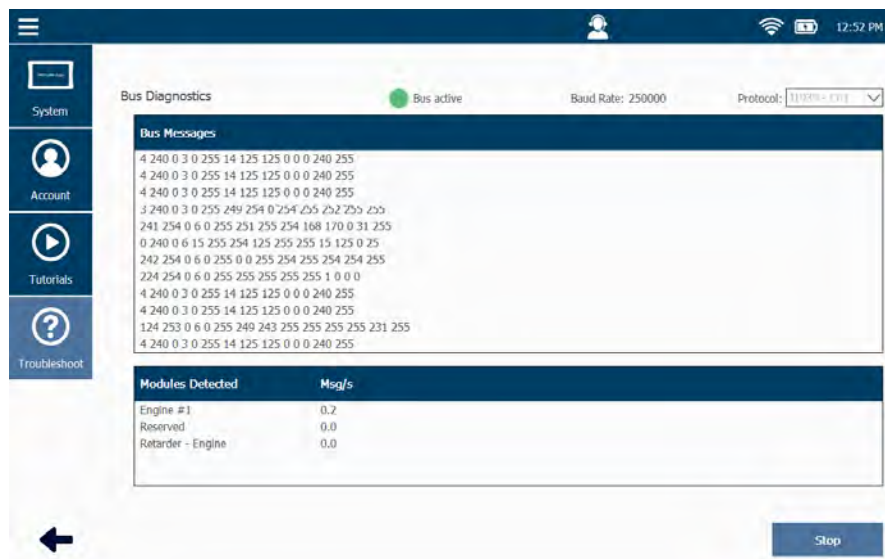 12:52 PM
System
Account
Tutorials
Troubleshoot
Bus Diagnostics
Bus active
Baud Rate: 250000
Protocol:
Bus Messages
4 240 0 3 0 255 14 125 125 0 0 0 240 255
4 240 0 3 0 255 14 125 125 0 0 0 240 255
4 240 0 3 0 255 14 125 125 0 0 0 240 255
3 240 0 3 0 255 249 254 0 254 255 252 255 255
241 254 0 6 0 255 251 255 254 168 170 0 31 255
0 240 0 6 15 255 254 125 255 255 15 125 0 25
242 254 0 6 0 255 0 0 255 254 255 254 254 255
224 254 0 6 0 255 255 255 255 255 1 0 0 0
4 240 0 3 0 255 14 125 125 0 0 0 240 255
4 240 0 3 0 255 14 125 125 0 0 0 240 255
124 253 0 6 0 255 249 243 255 255 255 255 231 255
4 240 0 3 0 255 14 125 125 0 0 0 240 255
Modules Detected Msg/s
Engine #1 0.2
Reserved 0.0
Retarder - Engine 0.0
Stop